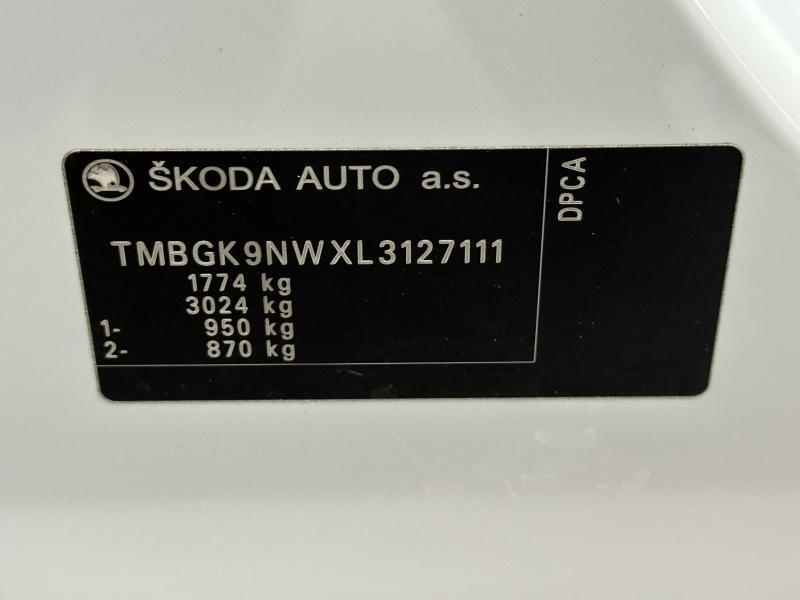 ŠKODA AUTO a.s.
DPCA
TMBGK9NWXL3127111
1774 kg
3024 kg
1- 950 kg
2- 870 kg